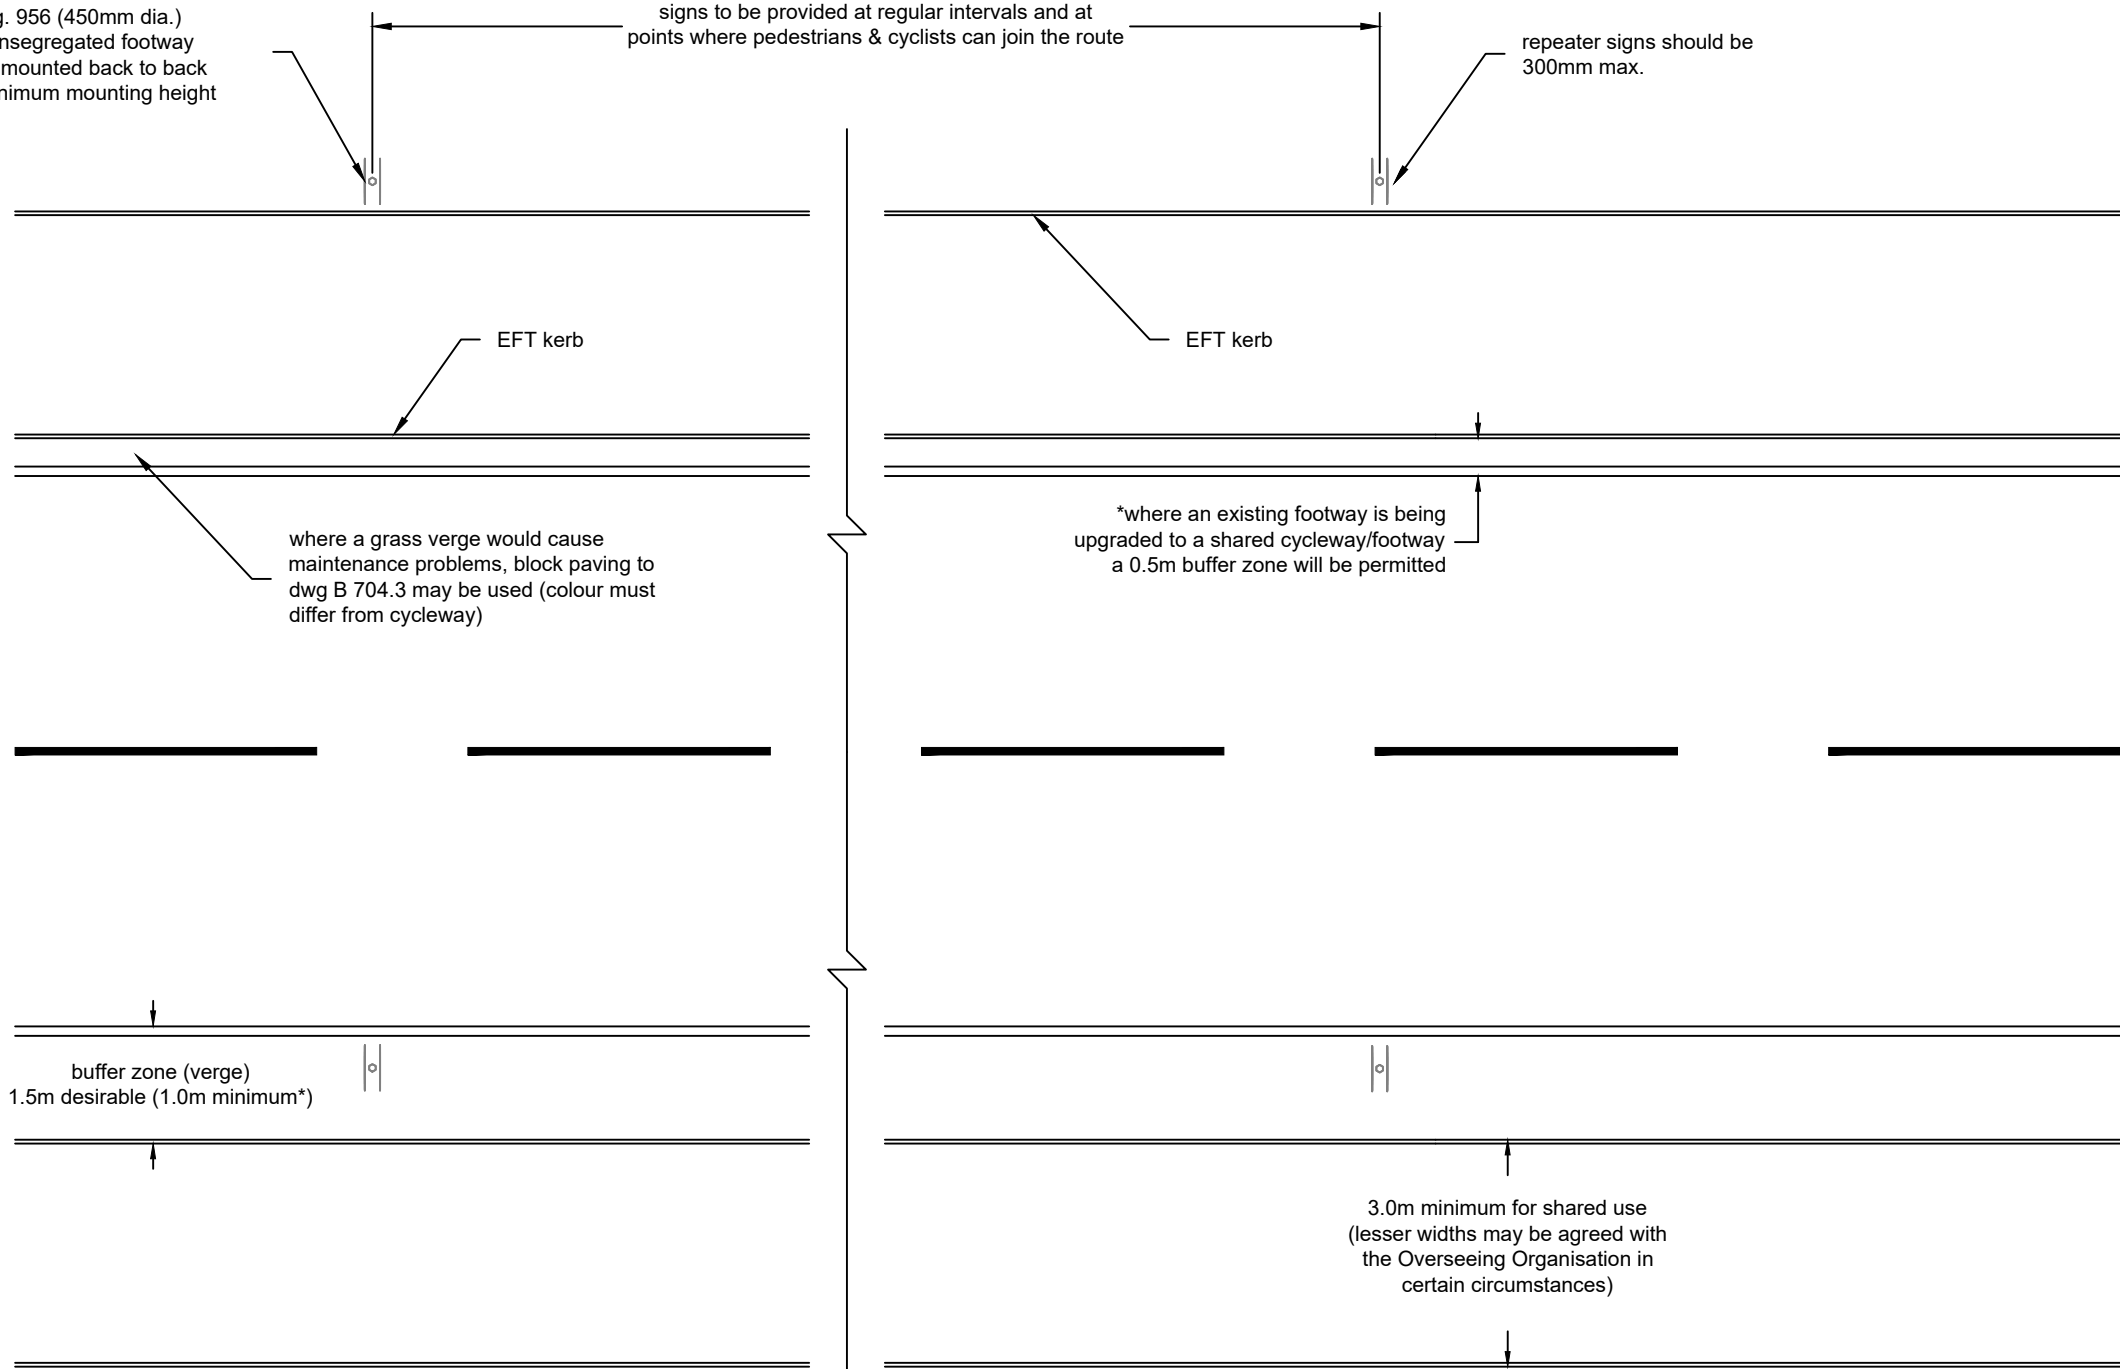 956 (450mm dia.)
footway
mounted back to back
mounting height
signs to be provided at regular intervals and at
points where pedestrians & cyclists can join the route
repeater signs should be
300mm max.
EFT kerb
EFT kerb
where a grass verge would cause
maintenance problems, block paving to
dwg B 704.3 may be used (colour must
differ from cycleway)
*where an existing footway is being
upgraded to a shared cycleway/footway
a 0.5m buffer zone will be permitted
buffer zone (verge)
1.5m desirable (1.0m minimum*)
3.0m minimum for shared use
(lesser widths may be agreed with
the Overseeing Organisation in
certain circumstances)